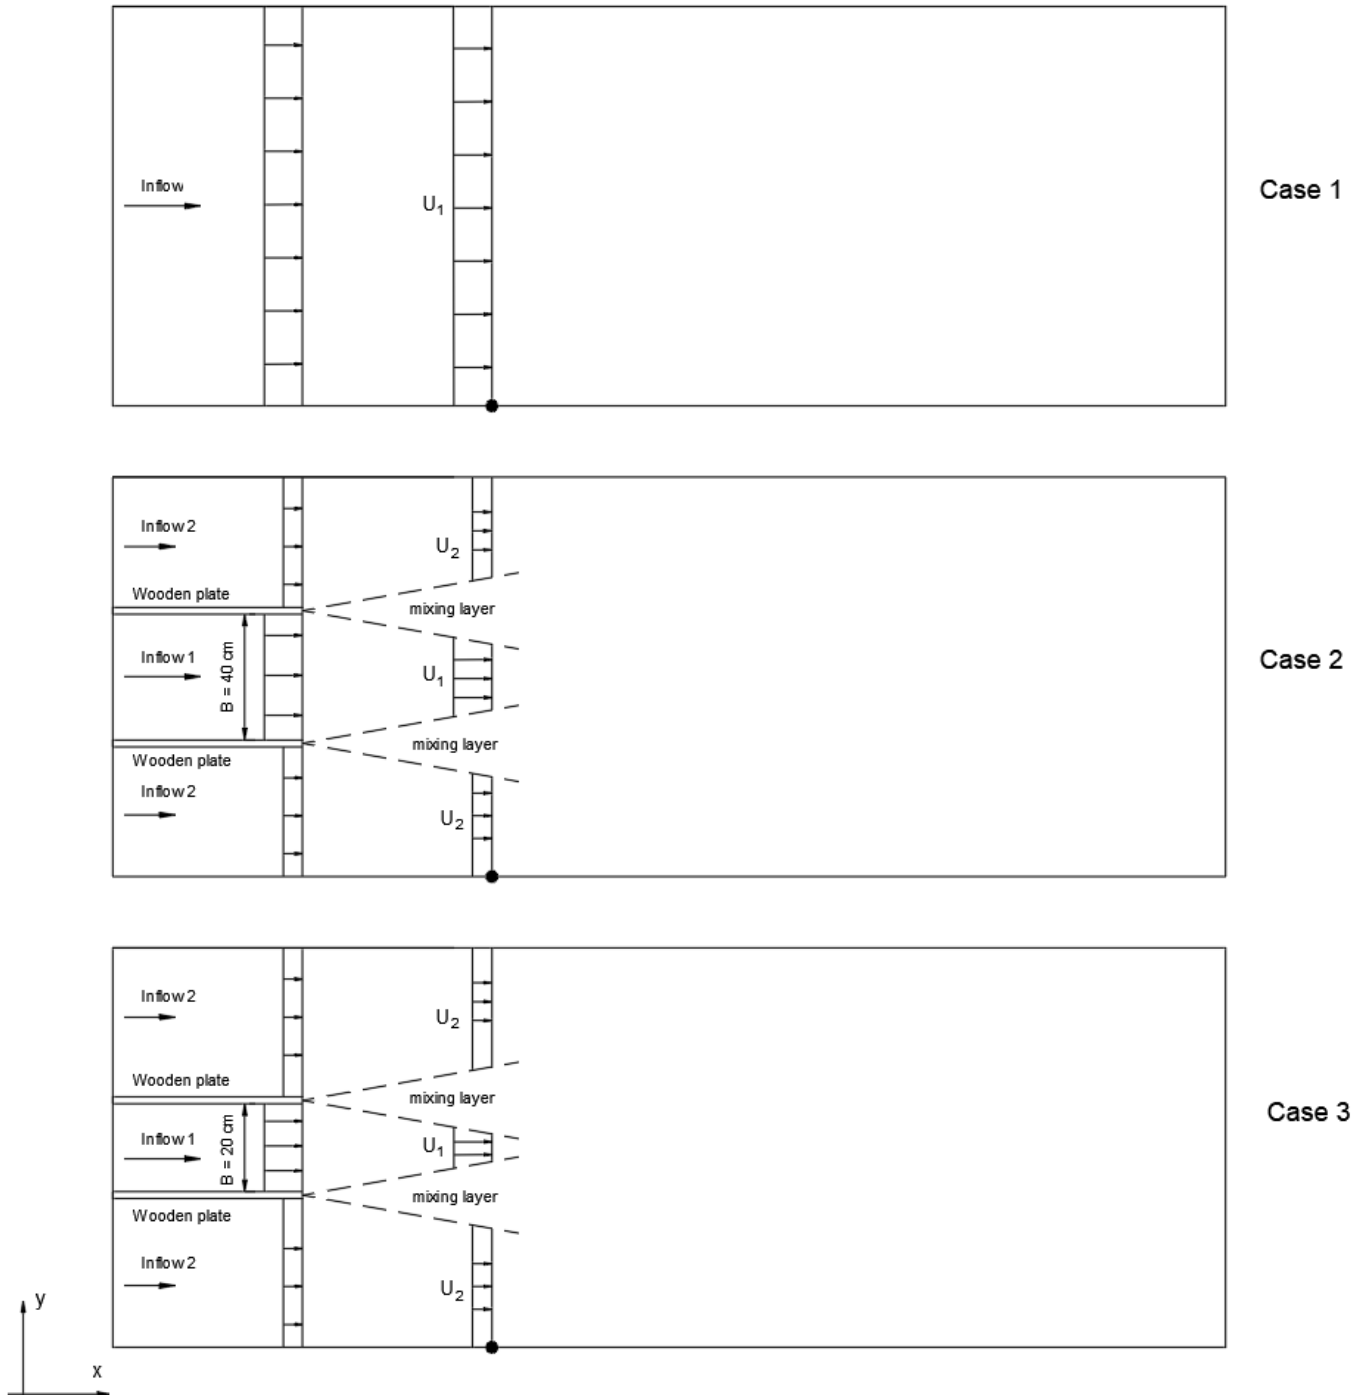 Inflow
U1
Case 1
Inflow 2
U2
Wooden plate
mixing layer
Inflow 1
B = 40 cm
U1
Case 2
mixing layer
Wooden plate
Inflow 2
U2
Inflow 2
U2
Wooden plate
mixing layer
Inflow 1
B = 20 cm
U1
Case 3
mixing layer
Wooden plate
Inflow 2
U2
y
x